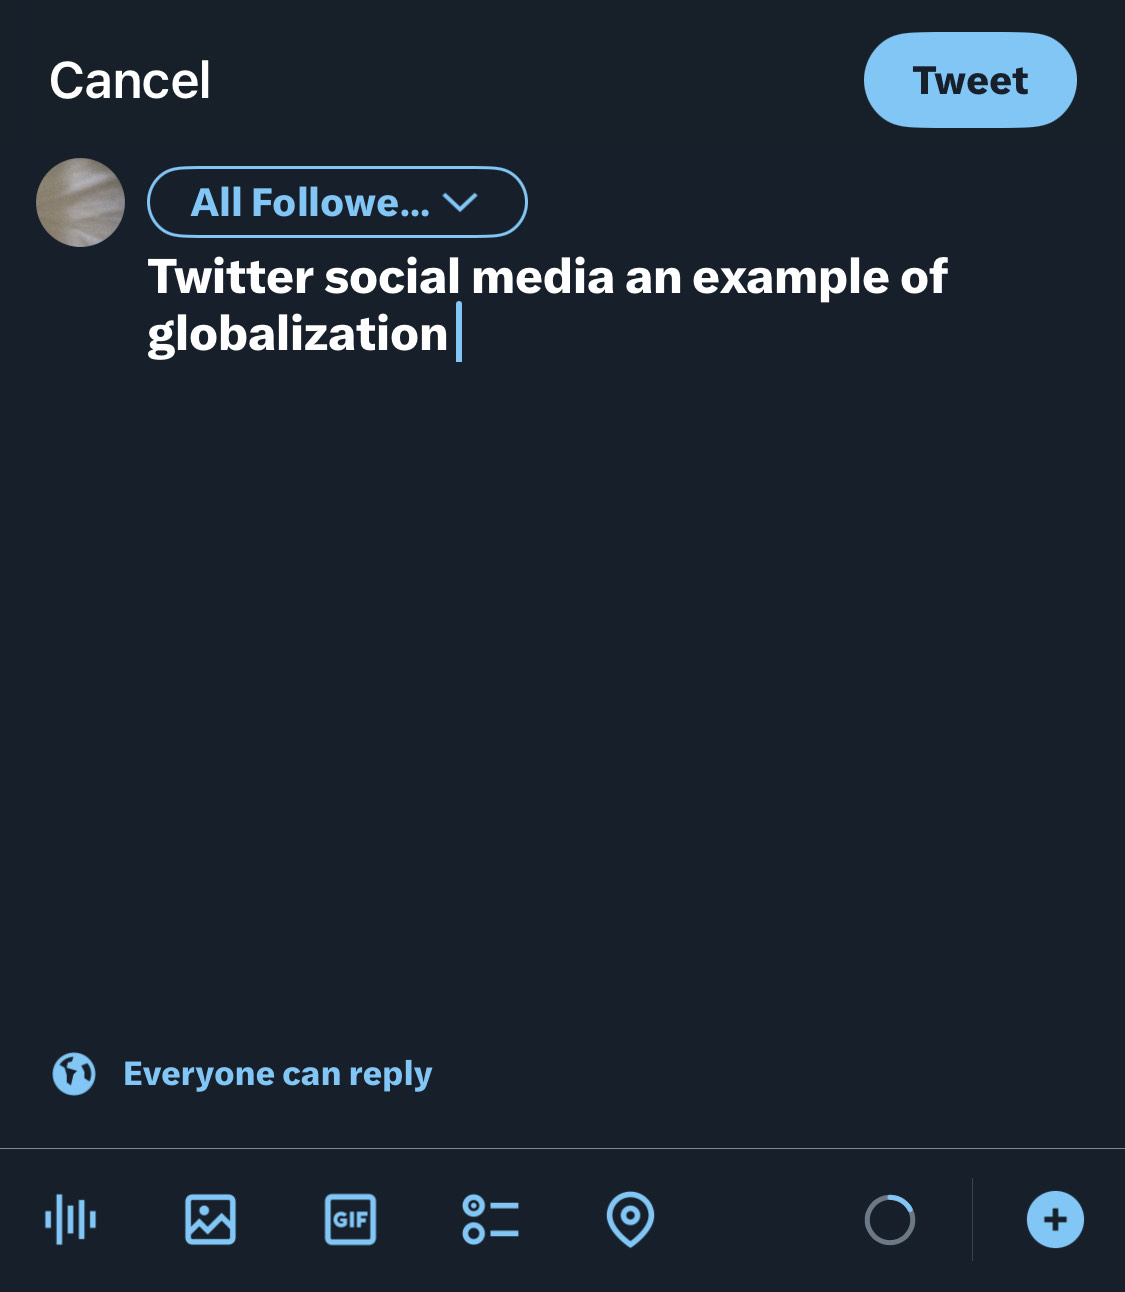 Cancel
Tweet
All Followe...
Twitter social media an example of
globalization
Everyone can reply
GIF